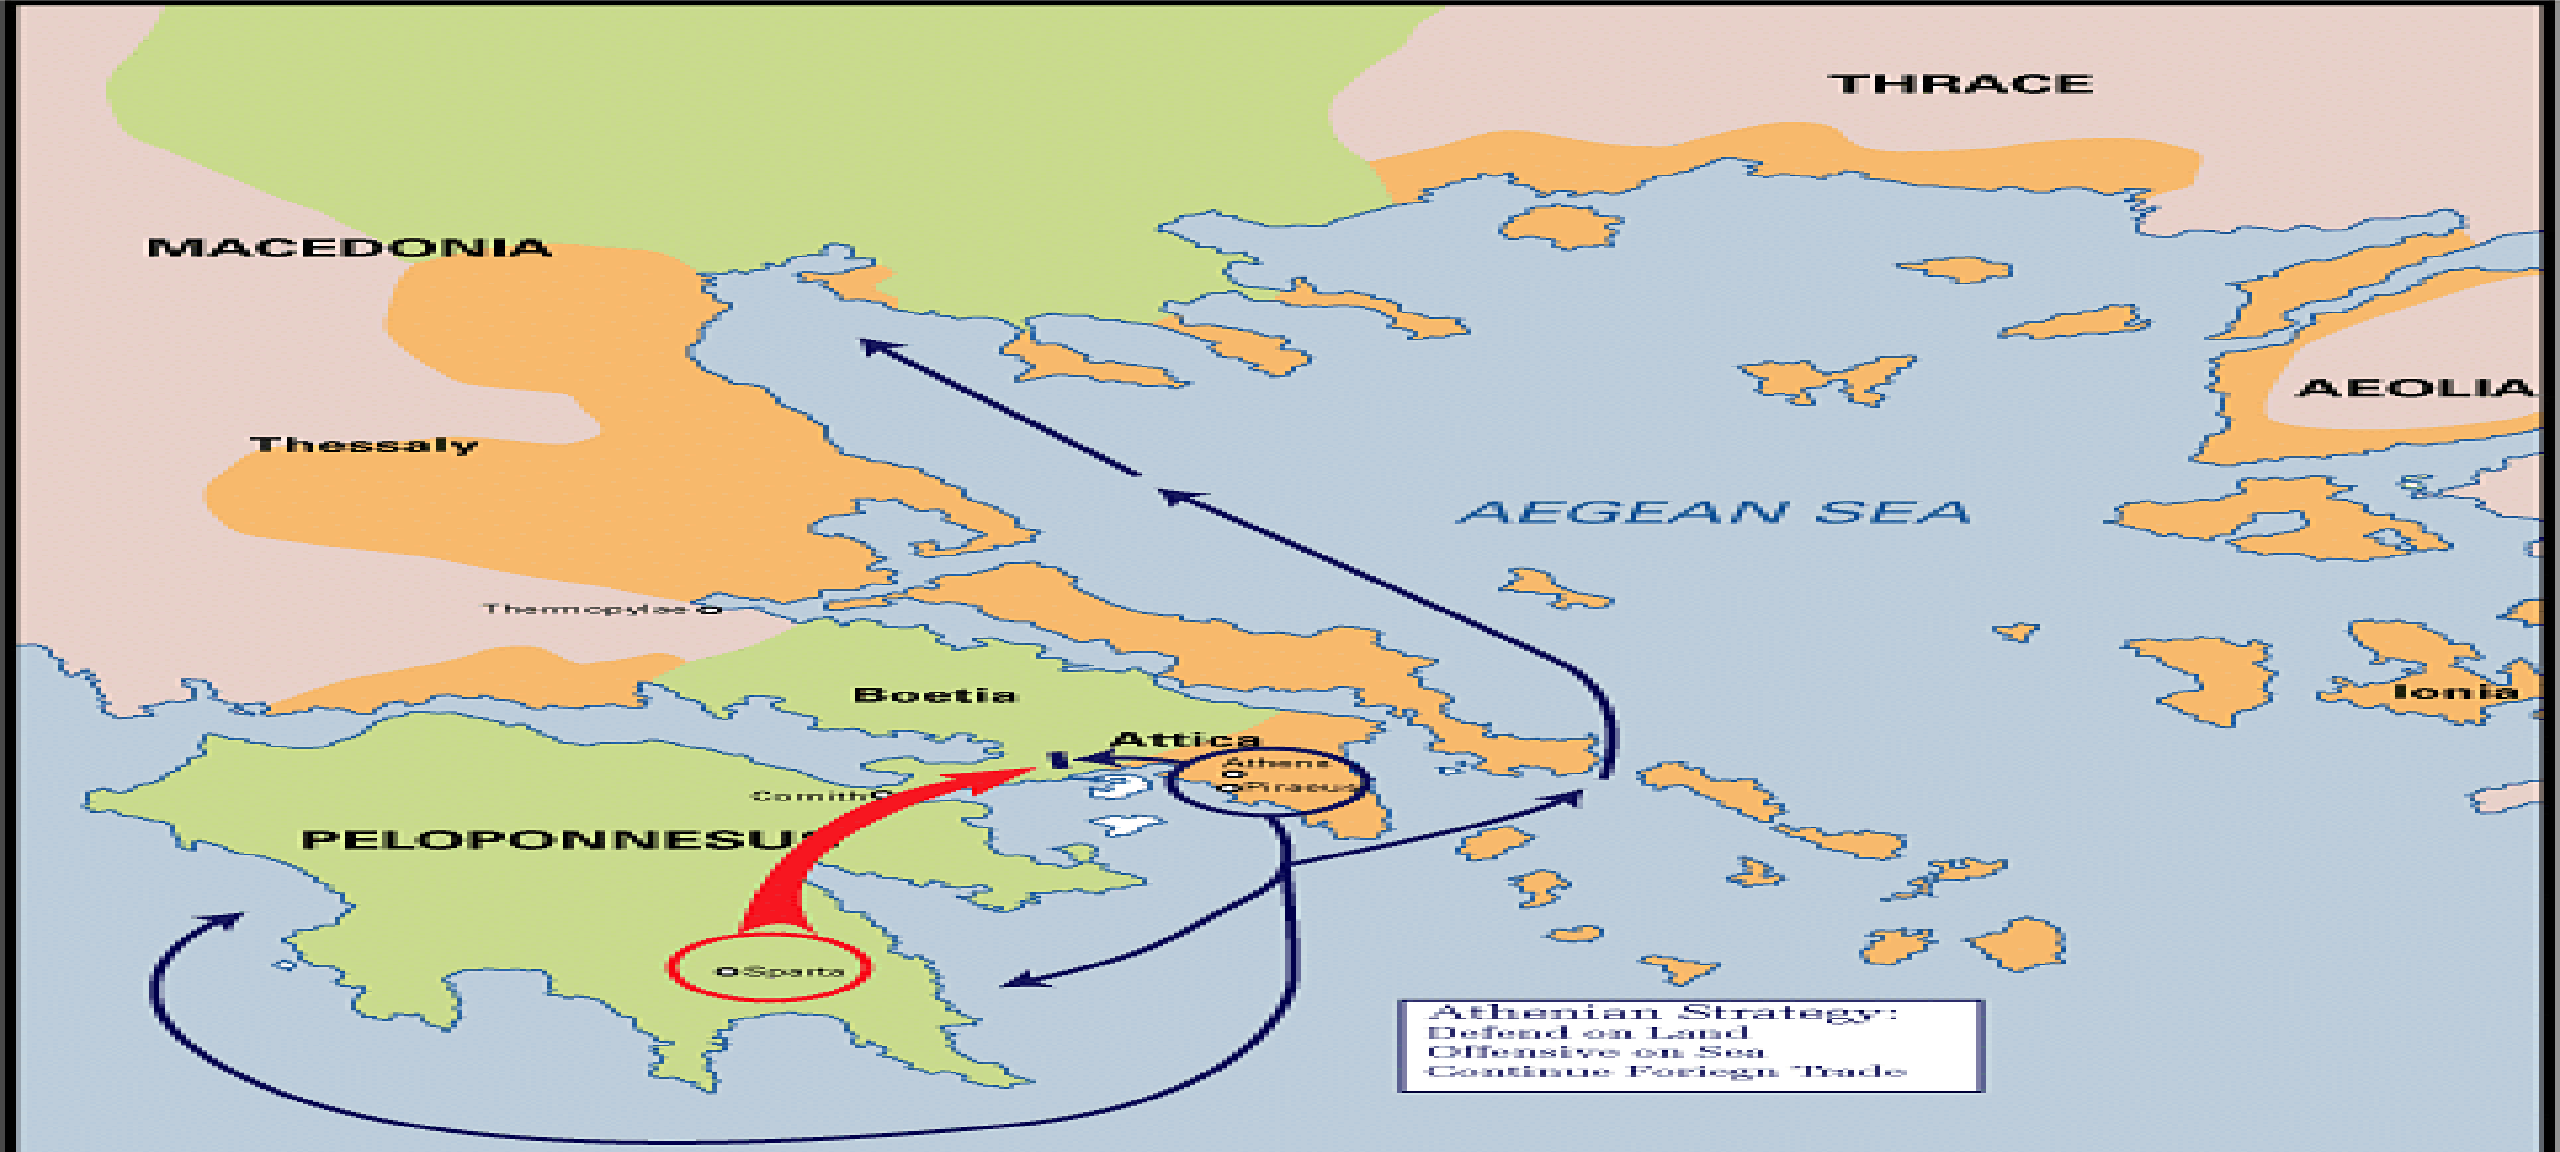 THRACE
MACEDONIA
AEOLIA
Thessaly
AEGEAN SEA
Thermopylae
Boetia
Ionia
Attica
Athens
Piraeus
Cornith
PELOPONNESUS
Sparta
Athenian Strategy:
Defend on Land
Offensive on Sea
Continue Foriegn Trade